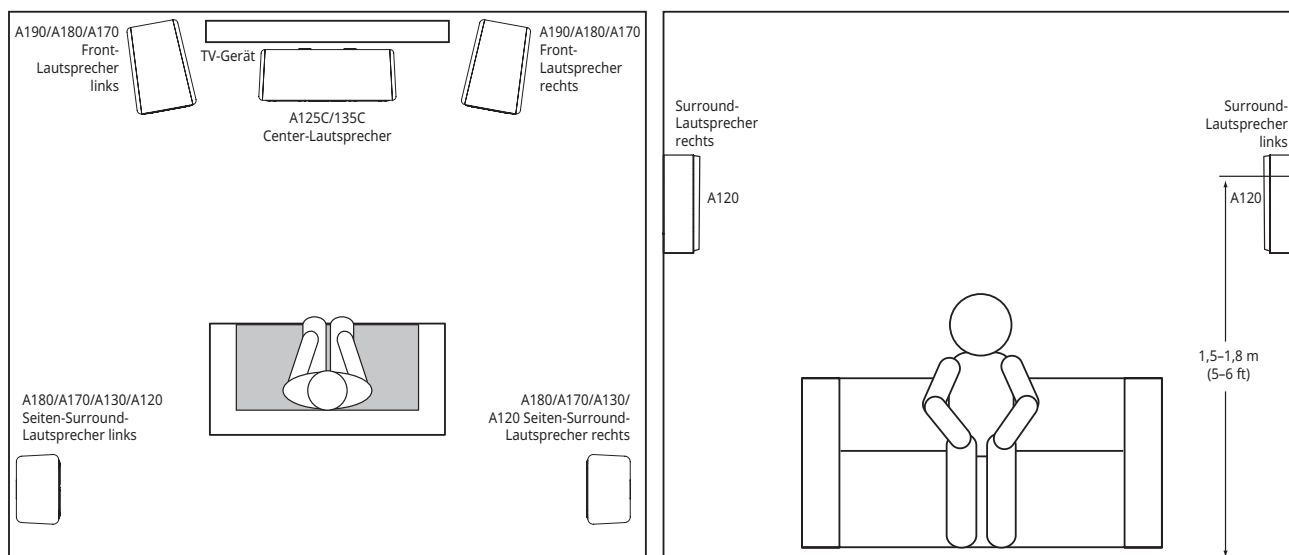 A190/A180/A170
Front-
Lautsprecher
links
TV-Gerät
A190/A180/A170
Front-
Lautsprecher
rechts
A125C/135C
Center-Lautsprecher
A180/A170/A130/A120
Seiten-Surround-
Lautsprecher links
A180/A170/A130/
A120 Seiten-Surround-
Lautsprecher rechts
Surround-
Lautsprecher
rechts
A120
Surround-
Lautsprecher
links
A120
1,5–1,8 m
(5–6 ft)